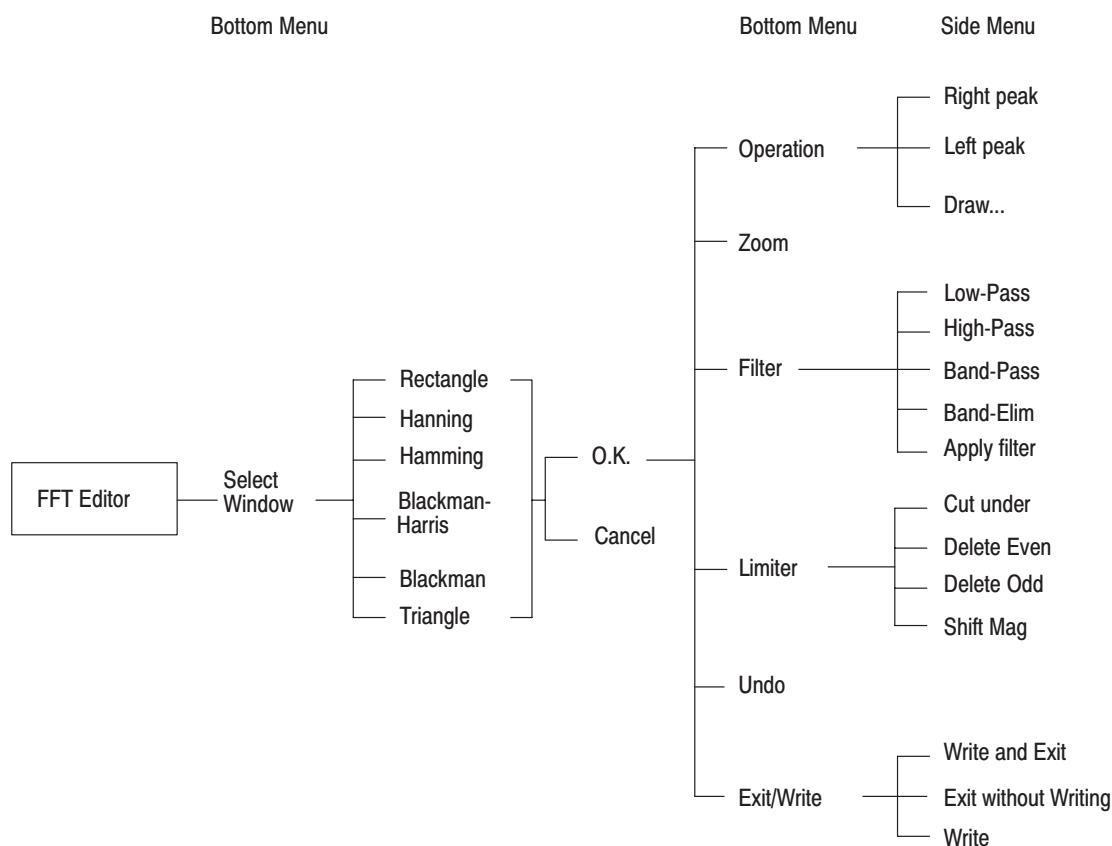 Bottom Menu
Bottom Menu
Side Menu
FFT Editor
Select
Window
Rectangle
Hanning
Hamming
Blackman-
Harris
Blackman
Triangle
O.K.
Cancel
Operation
Right peak
Left peak
Draw...
Zoom
Filter
Low-Pass
High-Pass
Band-Pass
Band-Elim
Apply filter
Limiter
Cut under
Delete Even
Delete Odd
Shift Mag
Undo
Exit/Write
Write and Exit
Exit without Writing
Write